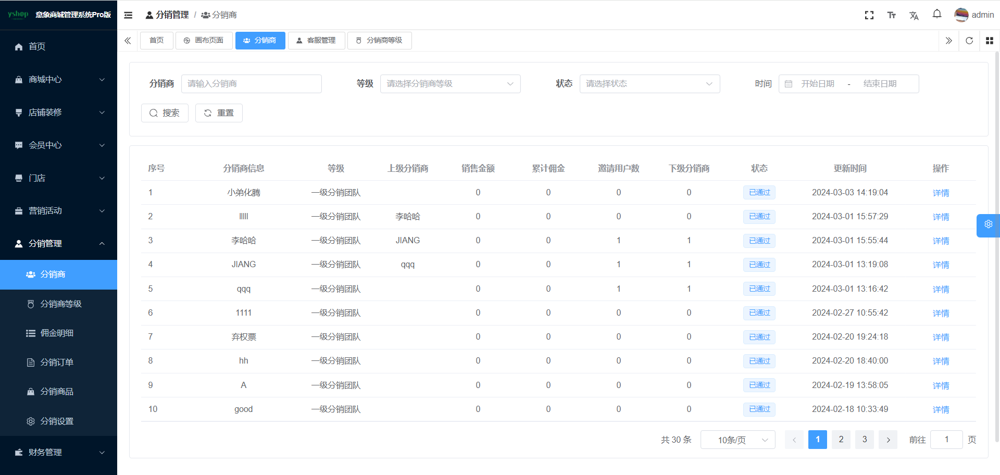 yshop 意象商城管理系统Pro版
首页
商城中心
店铺装修
会员中心
门店
营销活动
分销管理
分销商
分销商等级
佣金明细
分销订单
分销商品
分销设置
财务管理
分销管理 / 分销商
admin
首页 画布页面 分销商 客服管理 分销商等级
分销商 请输入分销商 等级 请选择分销商等级 状态 请选择状态 时间 开始日期 - 结束日期
搜索 重置
序号 分销商信息 等级 上级分销商 销售金额 累计佣金 邀请用户数 下级分销商 状态 更新时间 操作
1 小弟化腾 一级分销团队 0 0 0 0 已通过 2024-03-03 14:19:04 详情
2 lllll 一级分销团队 李哈哈 0 0 0 0 已通过 2024-03-01 15:57:29 详情
3 李哈哈 一级分销团队 JIANG 0 0 1 1 已通过 2024-03-01 15:55:44 详情
4 JIANG 一级分销团队 qqq 0 0 1 1 已通过 2024-03-01 13:19:08 详情
5 qqq 一级分销团队 0 0 1 1 已通过 2024-03-01 13:16:42 详情
6 1111 一级分销团队 0 0 0 0 已通过 2024-02-27 10:55:42 详情
7 弃权票 一级分销团队 0 0 0 0 已通过 2024-02-20 19:24:18 详情
8 hh 一级分销团队 0 0 0 0 已通过 2024-02-20 18:40:00 详情
9 A 一级分销团队 0 0 0 0 已通过 2024-02-19 13:58:05 详情
10 good 一级分销团队 0 0 0 0 已通过 2024-02-18 10:33:49 详情
共 30 条 10条/页 1 2 3 前往 1 页